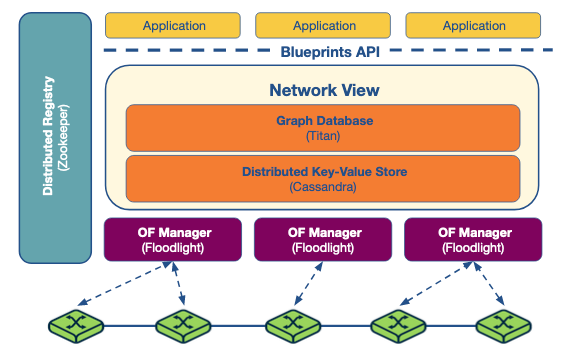 Distributed Registry
(Zookeeper)
Application
Application
Application
Blueprints API
Network View
Graph Database
(Titan)
Distributed Key-Value Store
(Cassandra)
OF Manager
(Floodlight)
OF Manager
(Floodlight)
OF Manager
(Floodlight)